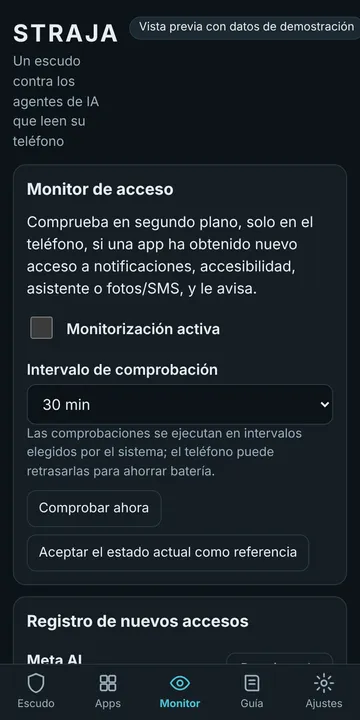 STRAJA
Vista previa con datos de demostración
Un escudo
contra los
agentes de IA
que leen su
teléfono
Monitor de acceso
Comprueba en segundo plano, solo en el
teléfono, si una app ha obtenido nuevo
acceso a notificaciones, accesibilidad,
asistente o fotos/SMS, y le avisa.
Monitorización activa
Intervalo de comprobación
30 min
Las comprobaciones se ejecutan en intervalos
elegidos por el sistema; el teléfono puede
retrasarlas para ahorrar batería.
Comprobar ahora
Aceptar el estado actual como referencia
Registro de nuevos accesos
Meta AI
Escudo
Apps
Monitor
Guía
Ajustes